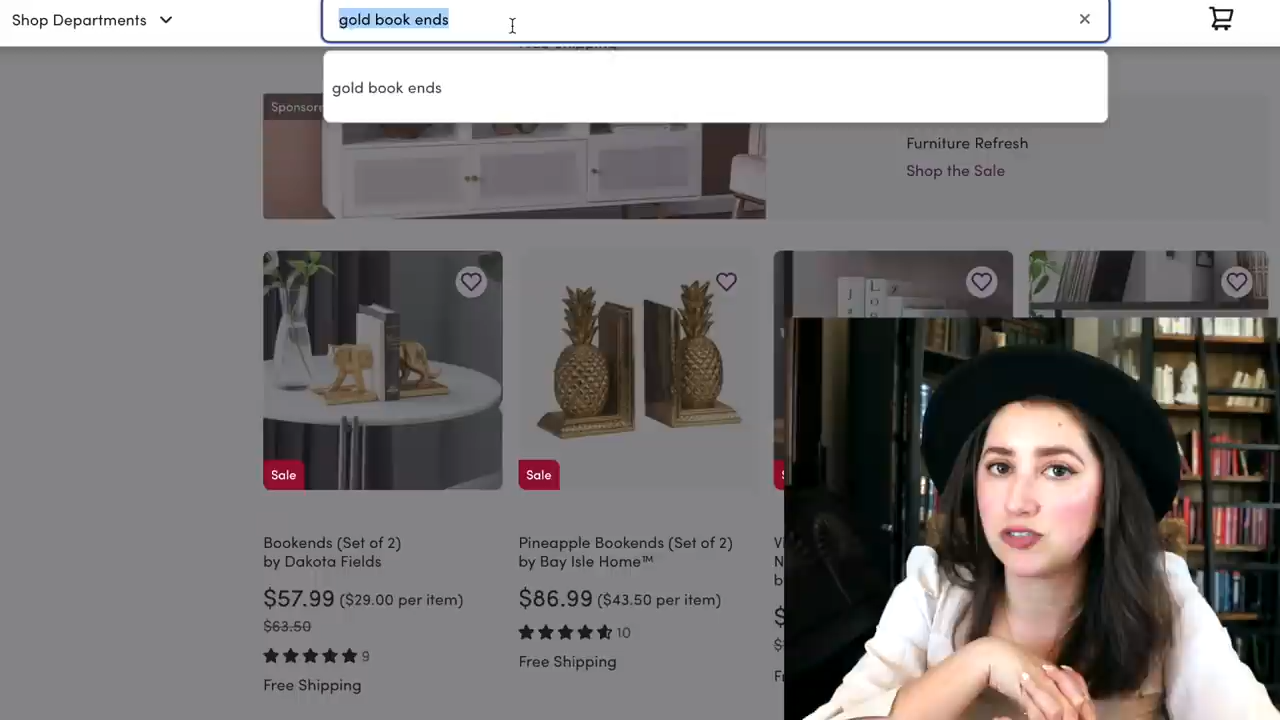 Shop Departments
gold book ends
gold book ends
Sponsore
Furniture Refresh
Shop the Sale
Sale
Sale
Bookends (Set of 2)
by Dakota Fields
$57.99 ($29.00 per item)
$63.50
9
Free Shipping
Pineapple Bookends (Set of 2)
by Bay Isle Home™
$86.99 ($43.50 per item)
10
Free Shipping